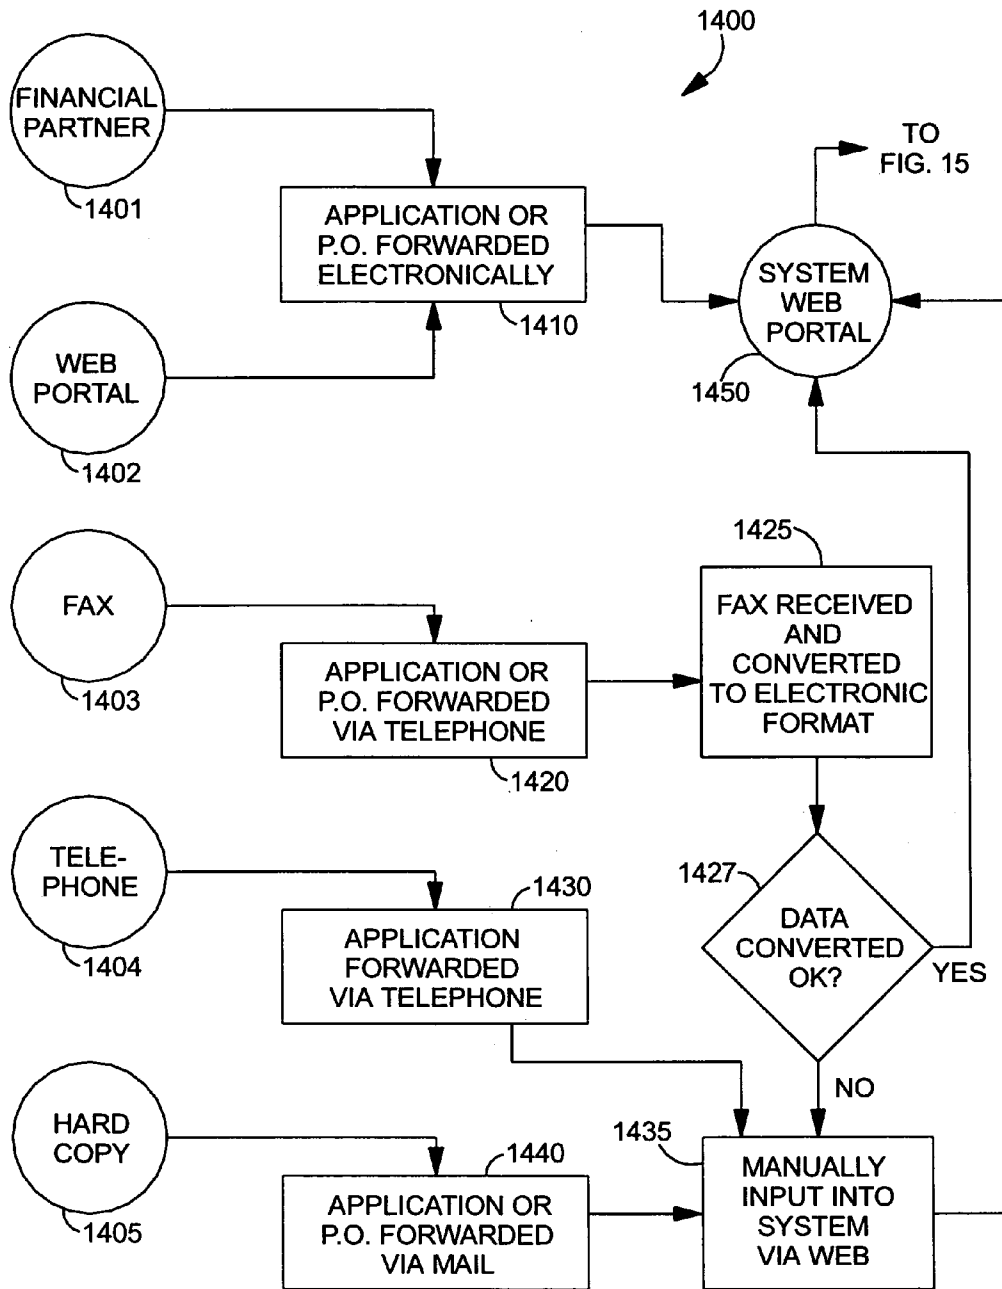 1400
FINANCIAL
PARTNER
1401
TO
FIG. 15
APPLICATION OR
P.O. FORWARDED
ELECTRONICALLY
1410
SYSTEM
WEB
PORTAL
1450
WEB
PORTAL
1402
FAX
1403
APPLICATION OR
P.O. FORWARDED
VIA TELEPHONE
1420
1425
FAX RECEIVED
AND
CONVERTED
TO ELECTRONIC
FORMAT
TELE-
PHONE
1404
1430
APPLICATION
FORWARDED
VIA TELEPHONE
1427
DATA
CONVERTED
OK?
YES
NO
HARD
COPY
1405
1440
APPLICATION OR
P.O. FORWARDED
VIA MAIL
1435
MANUALLY
INPUT INTO
SYSTEM
VIA WEB